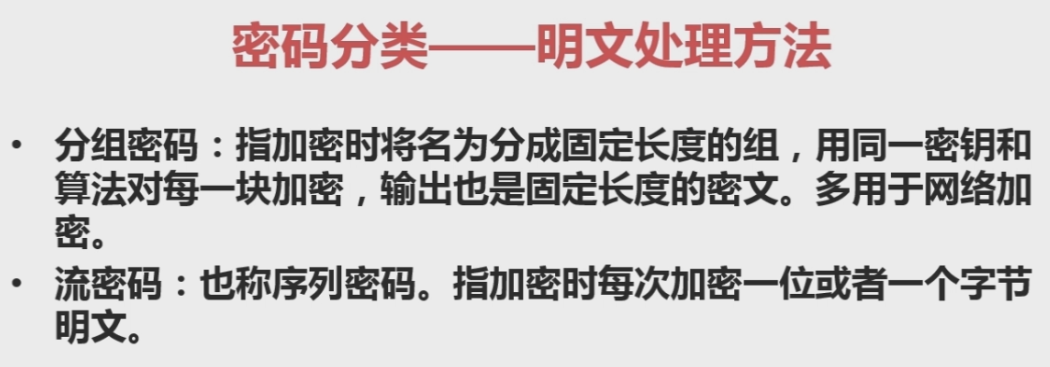 密码分类——明文处理方法
• 分组密码：指加密时将名为分成固定长度的组，用同一密钥和
算法对每一块加密，输出也是固定长度的密文。多用于网络加
密。
• 流密码：也称序列密码。指加密时每次加密一位或者一个字节
明文。